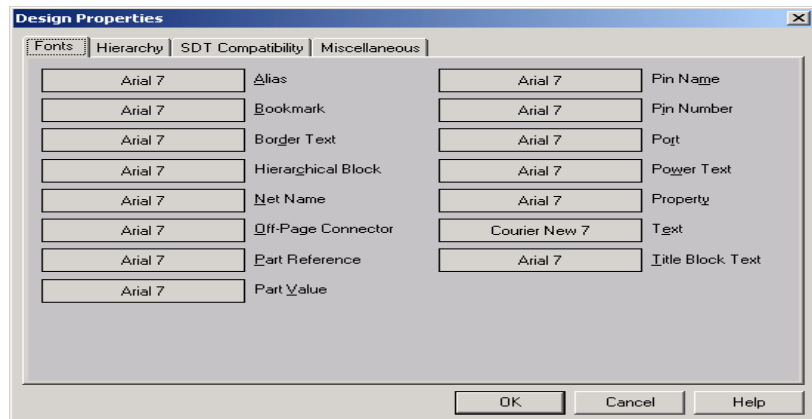 Design Properties
Fonts Hierarchy SDT Compatibility Miscellaneous
Arial 7 Alias Arial 7 Pin Name
Arial 7 Bookmark Arial 7 Pin Number
Arial 7 Border Text Arial 7 Port
Arial 7 Hierarchical Block Arial 7 Power Text
Arial 7 Net Name Arial 7 Property
Arial 7 Off-Page Connector Courier New 7 Text
Arial 7 Part Reference Arial 7 Title Block Text
Arial 7 Part Value
OK Cancel Help